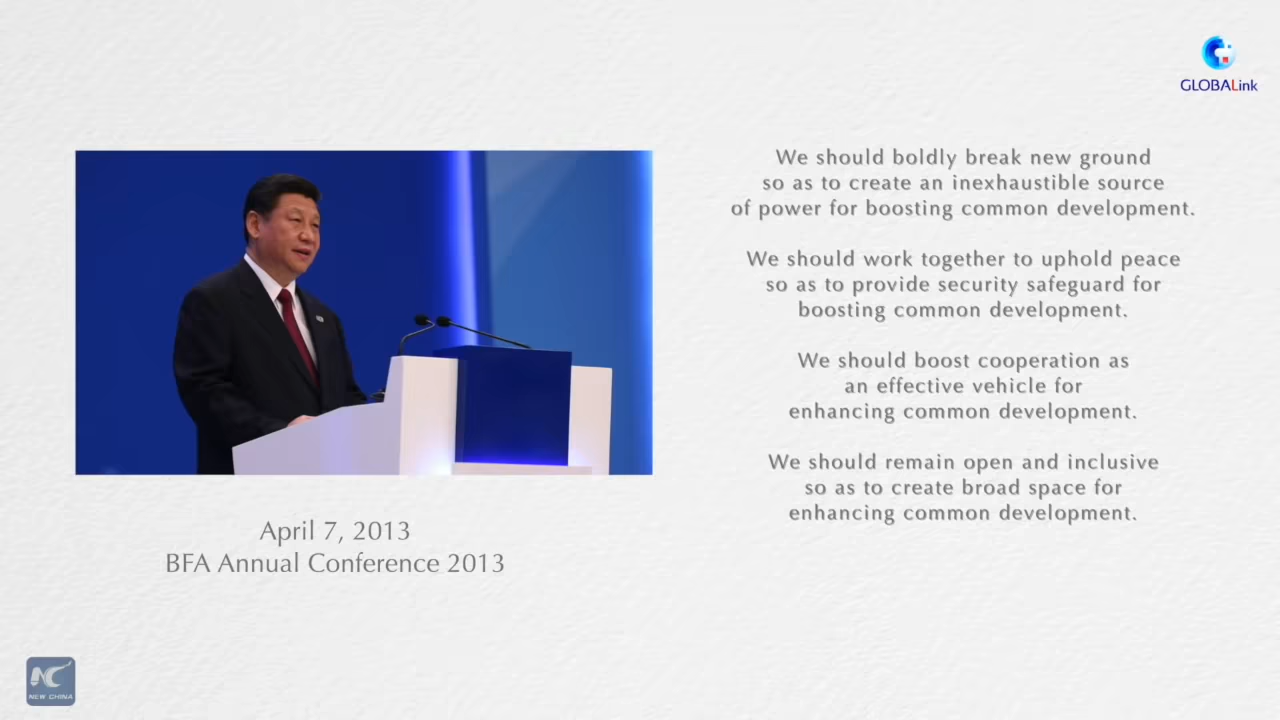 GLOBALink
We should boldly break new ground
so as to create an inexhaustible source
of power for boosting common development.
We should work together to uphold peace
so as to provide security safeguard for
boosting common development.
We should boost cooperation as
an effective vehicle for
enhancing common development.
We should remain open and inclusive
so as to create broad space for
enhancing common development.
April 7, 2013
BFA Annual Conference 2013
NC
NEW CHINA